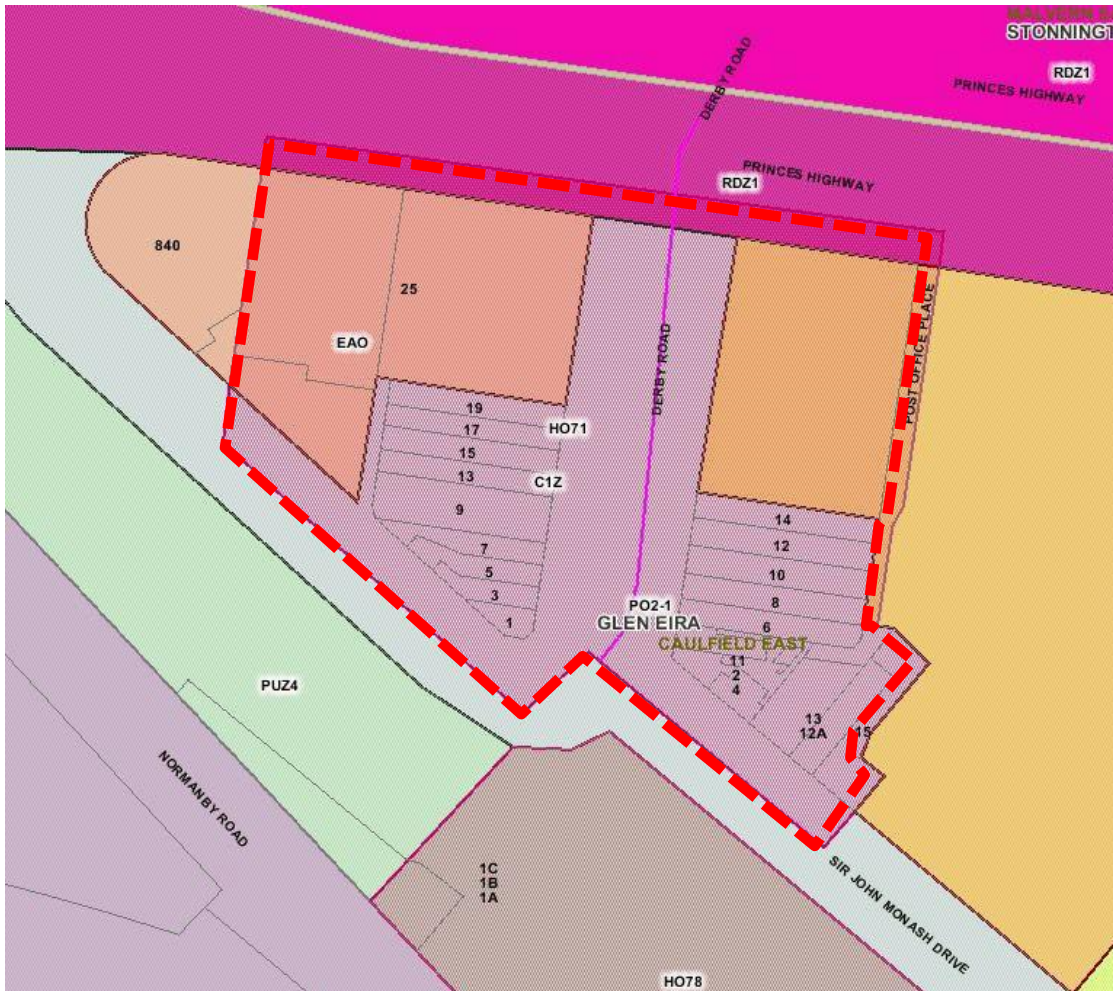 MALVERN E
STONNINGT
RDZ1
PRINCES HIGHWAY
DERBY ROAD
PRINCES HIGHWAY
RDZ1
840
25
EAO
POST OFFICE PLACE
DERBY ROAD
19
HO71
17
15
C1Z
13
9
7
5
3
1
14
12
10
8
6
PO2-1
GLEN EIRA
CAULFIELD EAST
11
2
4
13
12A
15
PUZ4
NORMANBY ROAD
1C
1B
1A
SIR JOHN MONASH DRIVE
HO78